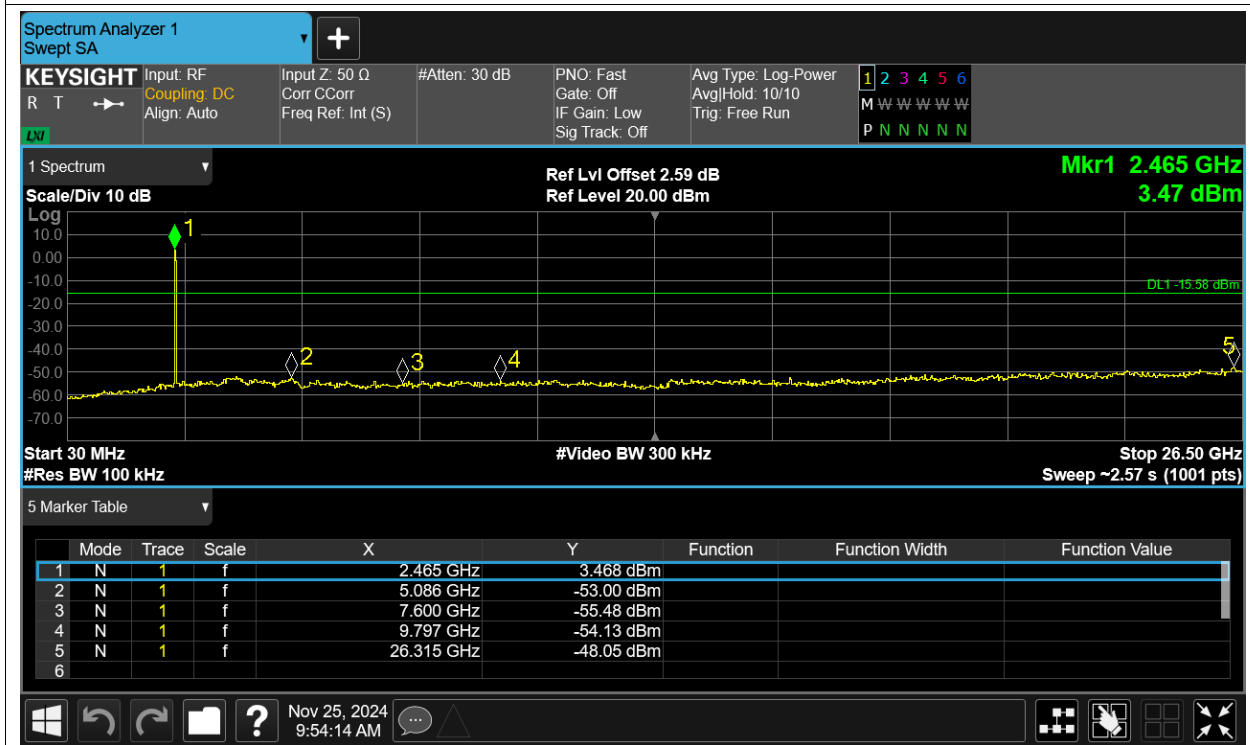 Spectrum Analyzer 1
Swept SA
KEYSIGHT
R T
LXI
Input: RF
Coupling: DC
Align: Auto
Input Z: 50 Ω
Corr CCorr
Freq Ref: Int (S)
#Atten: 30 dB
PNO: Fast
Gate: Off
IF Gain: Low
Sig Track: Off
Avg Type: Log-Power
Avg|Hold: 10/10
Trig: Free Run
1 2 3 4 5 6
M W W W W W
P N N N N N
1 Spectrum
Scale/Div 10 dB
Ref Lvl Offset 2.59 dB
Ref Level 20.00 dBm
Mkr1 2.465 GHz
3.47 dBm
Log
10.0
0.00
-10.0
-20.0
-30.0
-40.0
-50.0
-60.0
-70.0
1
2
3
4
5
DL1 -15.58 dBm
Start 30 MHz
#Res BW 100 kHz
#Video BW 300 kHz
Stop 26.50 GHz
Sweep ~2.57 s (1001 pts)
5 Marker Table
Mode Trace Scale X Y Function Function Width Function Value
1 N 1 f 2.465 GHz 3.468 dBm
2 N 1 f 5.086 GHz -53.00 dBm
3 N 1 f 7.600 GHz -55.48 dBm
4 N 1 f 9.797 GHz -54.13 dBm
5 N 1 f 26.315 GHz -48.05 dBm
6
?
Nov 25, 2024
9:54:14 AM